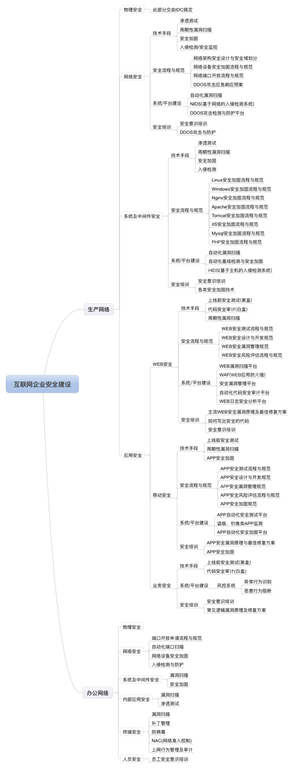 互联网企业安全建设
生产网络
物理安全
此部分交由IDC搞定
网络安全
技术手段
渗透测试
周期性漏洞扫描
安全加固
入侵检测/安全监控
安全流程与规范
网络架构安全设计与安全域划分
网络设备安全加固流程与规范
网络端口开放流程与规范
DDOS攻击应急响应预案
系统/平台建设
自动化漏洞扫描
NIDS(基于网络的入侵检测系统)
DDOS攻击检测与防护平台
安全培训
安全意识培训
DDOS攻击与防护
系统及中间件安全
技术手段
渗透测试
周期性漏洞扫描
安全加固
入侵检测
安全流程与规范
Linux安全加固流程与规范
Windows安全加固流程与规范
Nginx安全加固流程与规范
Apache安全加固流程与规范
Tomcat安全加固流程与规范
IIS安全加固流程与规范
Mysql安全加固流程与规范
PHP安全加固流程与规范
系统/平台建设
自动化漏洞扫描
自动化基线检测与安全加固
HIDS(基于主机的入侵检测系统)
安全培训
安全意识培训
各类安全加固技术
应用安全
WEB安全
技术手段
上线前安全测试(黑盒)
代码安全审计(白盒)
周期性漏洞扫描
安全流程规范
WEB安全测试流程与规范
WEB安全设计与开发规范
WEB安全漏洞管理规范
WEB安全风险评估流程与规范
系统/平台建设
WEB漏洞扫描平台
WAF(WEB应用防火墙)
安全漏洞管理平台
自动化代码安全审计平台
WEB日志安全分析平台
安全培训
主流WEB安全漏洞原理及最佳修复方案
如何写出安全的代码
安全意识培训
移动安全
技术手段
上线前安全测试
周期性漏洞扫描
APP安全加固
安全流程与规范
APP安全测试流程与规范
APP安全设计与开发规范
APP安全漏洞管理规范
APP安全风险评估流程与规范
APP安全加固规范
系统/平台建设
APP自动化安全测试平台
盗版、钓鱼类APP监测
APP自动化安全加固平台
安全培训
APP安全漏洞原理与最佳修复方案
APP安全加固
业务安全
技术手段
上线前安全测试(黑盒)
代码安全审计(白盒)
系统/平台建设
风控系统
异常行为识别
恶意行为阻断
安全培训
安全意识培训
常见逻辑漏洞原理及修复方案
办公网络
物理安全
网络安全
端口开放申请流程与规范
自动化端口扫描
网络设备安全加固
入侵检测与防护
系统及中间件安全
漏洞扫描
安全加固
内部应用安全
漏洞扫描
渗透测试
终端安全
漏洞扫描
补丁管理
防病毒
NAC(网络准入控制)
上网行为管理及审计
人员安全
员工安全意识培训